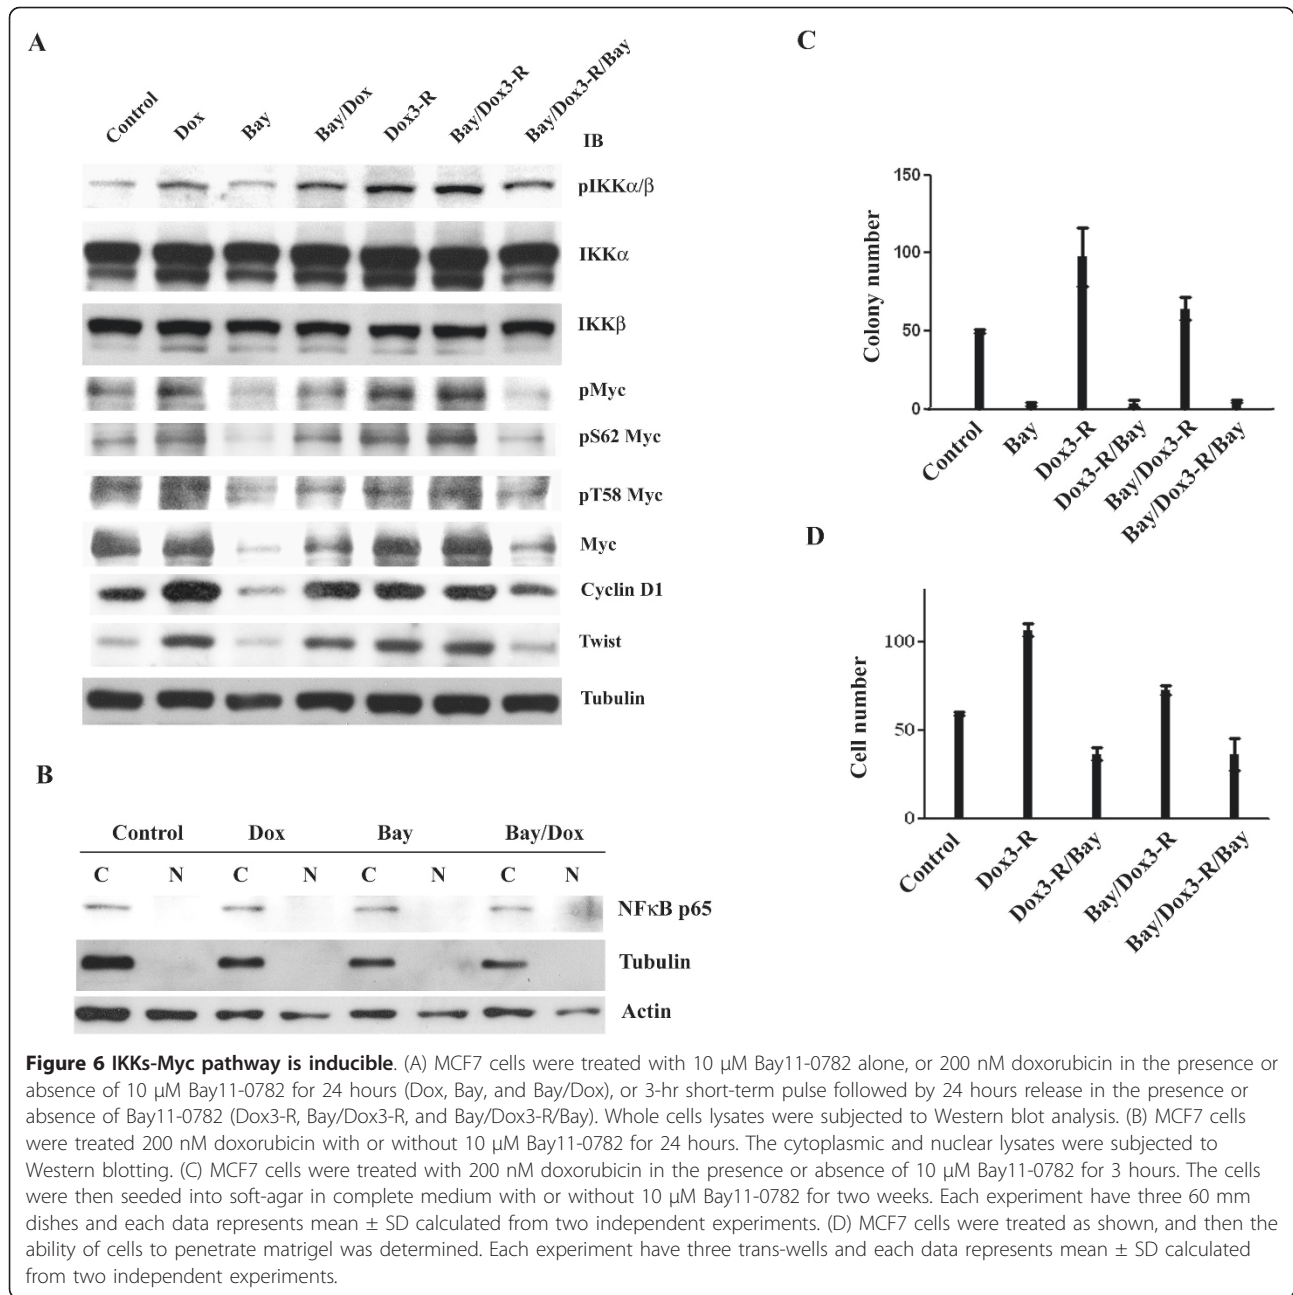 A
Control
Dox
Bay
Bay/Dox
Dox3-R
Bay/Dox3-R
Bay/Dox3-R/Bay
IB
pIKKα/β
IKKα
IKKβ
pMyc
pS62 Myc
pT58 Myc
Myc
Cyclin D1
Twist
Tubulin
B
Control Dox Bay Bay/Dox
C N C N C N C N
NFκB p65
Tubulin
Actin
C
150
100
50
0
Colony number
Control
Bay
Dox3-R
Dox3-R/Bay
Bay/Dox3-R
Bay/Dox3-R/Bay
D
100
50
0
Cell number
Control
Dox3-R
Dox3-R/Bay
Bay/Dox3-R
Bay/Dox3-R/Bay
Figure 6 IKKs-Myc pathway is inducible. (A) MCF7 cells were treated with 10 μM Bay11-0782 alone, or 200 nM doxorubicin in the presence or
absence of 10 μM Bay11-0782 for 24 hours (Dox, Bay, and Bay/Dox), or 3-hr short-term pulse followed by 24 hours release in the presence or
absence of Bay11-0782 (Dox3-R, Bay/Dox3-R, and Bay/Dox3-R/Bay). Whole cells lysates were subjected to Western blot analysis. (B) MCF7 cells
were treated 200 nM doxorubicin with or without 10 μM Bay11-0782 for 24 hours. The cytoplasmic and nuclear lysates were subjected to
Western blotting. (C) MCF7 cells were treated with 200 nM doxorubicin in the presence or absence of 10 μM Bay11-0782 for 3 hours. The cells
were then seeded into soft-agar in complete medium with or without 10 μM Bay11-0782 for two weeks. Each experiment have three 60 mm
dishes and each data represents mean ± SD calculated from two independent experiments. (D) MCF7 cells were treated as shown, and then the
ability of cells to penetrate matrigel was determined. Each experiment have three trans-wells and each data represents mean ± SD calculated
from two independent experiments.